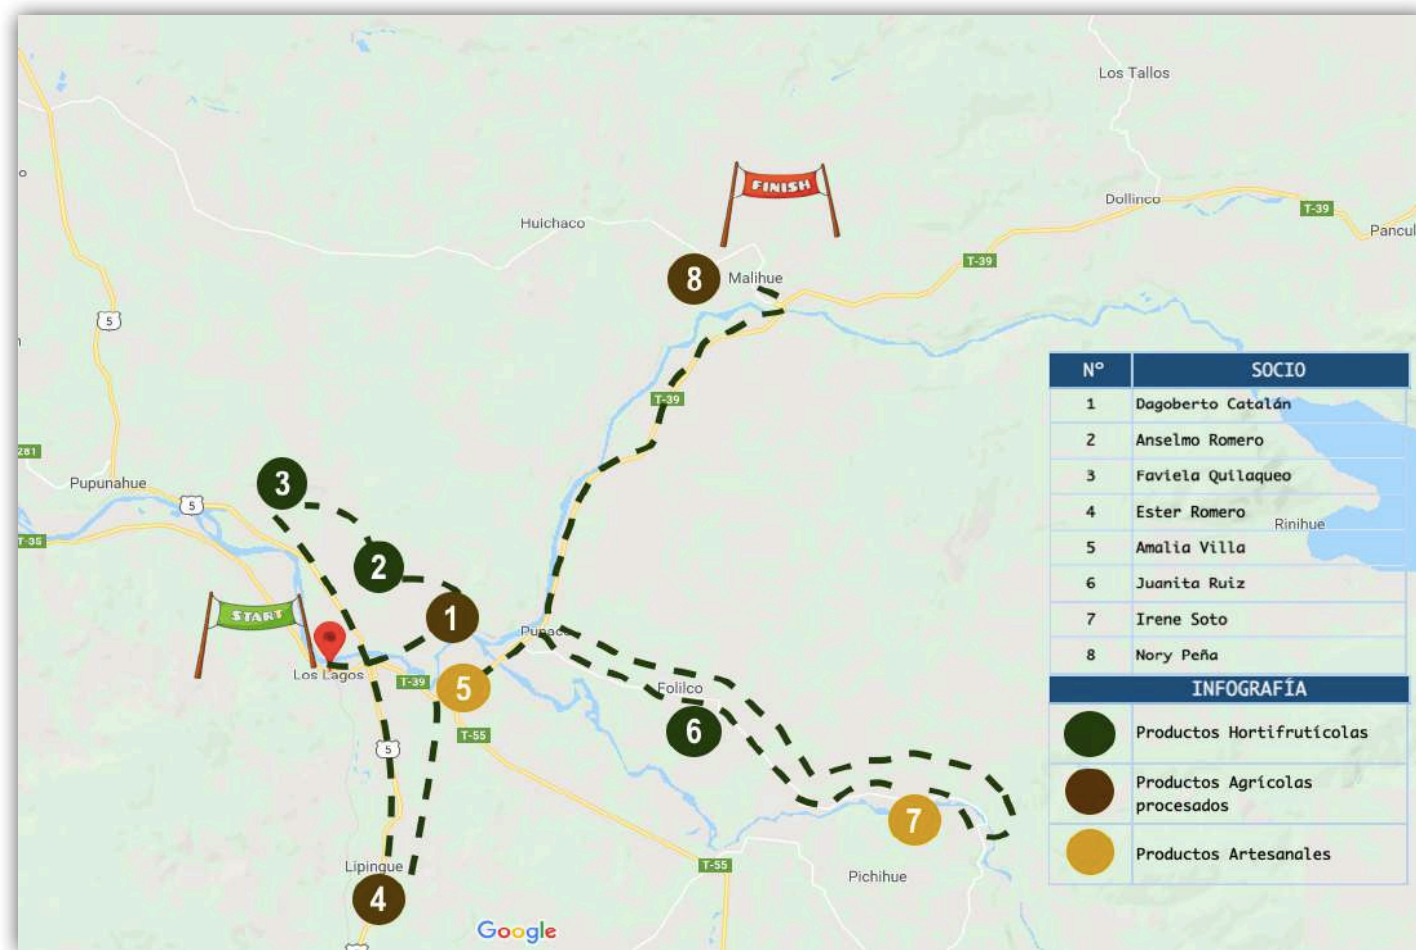 Los Tallos
FINISH
Dollinco
T-39
Huichaco
Pancul
T-39
8
Malihue
5
N° SOCIO
1 Dagoberto Catalán
2 Anselmo Romero
3 Faviela Quilaqueo
4 Ester Romero
5 Amalia Villa
6 Juanita Ruiz
7 Irene Soto
8 Nory Peña
INFOGRAFÍA
Productos Hortifrutícolas
Productos Agrícolas
procesados
Productos Artesanales
T-39
Pupunahue
3
5
Rinihue
T-35
2
START
1
Los Lagos
T-39
5
Folilco
6
T-55
5
7
Lipingue
T-55
Pichihue
4
Google